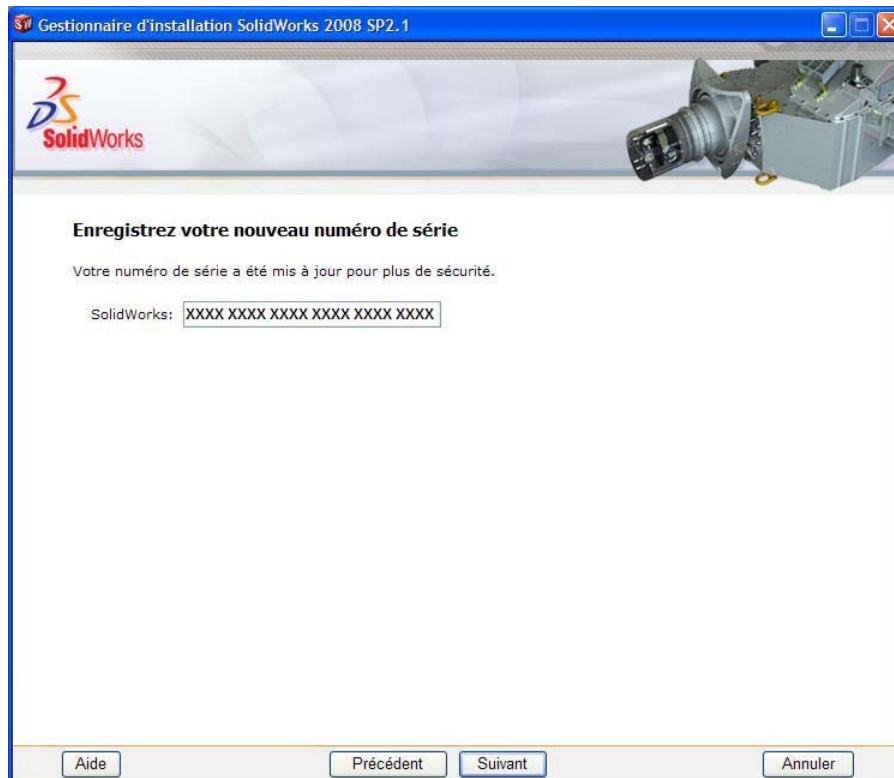 Gestionnaire d'installation SolidWorks 2008 SP2.1
SolidWorks
Enregistrez votre nouveau numéro de série
Votre numéro de série a été mis à jour pour plus de sécurité.
SolidWorks: XXXX XXXX XXXX XXXX XXXX XXXX
Aide Précédent Suivant Annuler